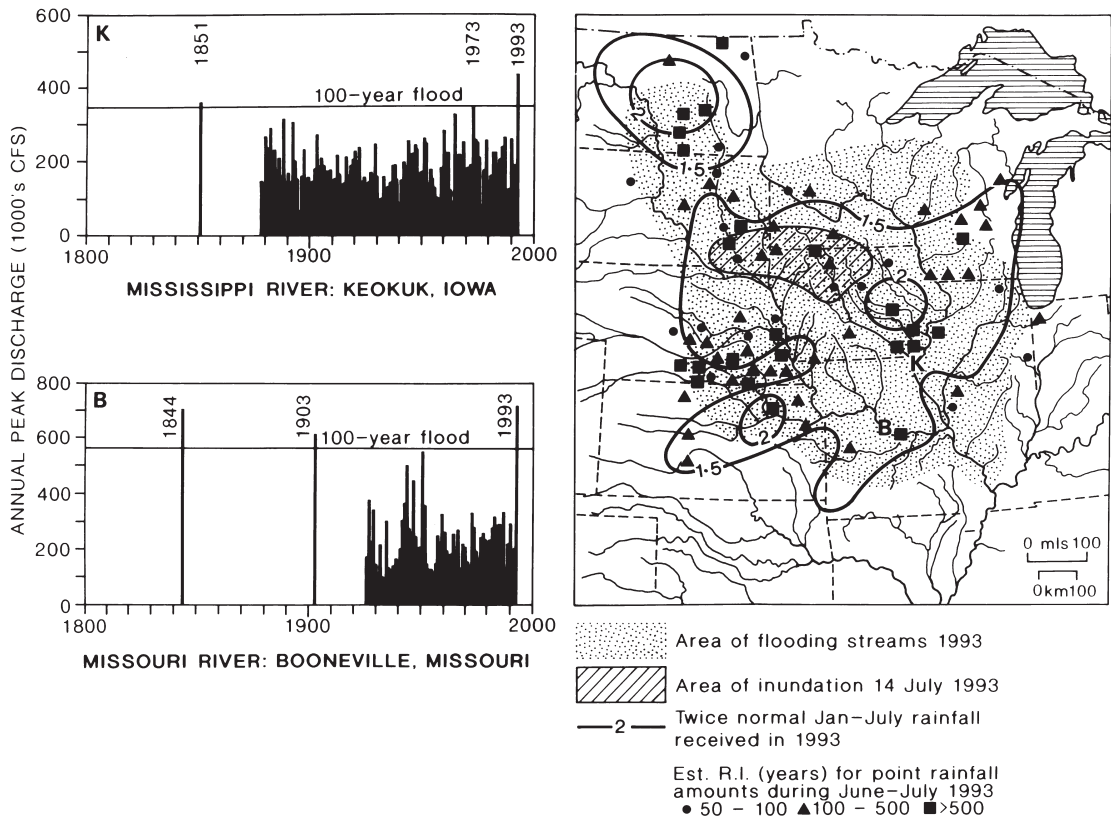 ANNUAL PEAK DISCHARGE (1000's CFS)
600
400
200
0
K
1851
1973
1993
100-year flood
1800
1900
2000
MISSISSIPPI RIVER: KEOKUK, IOWA
800
600
400
200
0
B
1844
1903
1993
100-year flood
1800
1900
2000
MISSOURI RIVER: BOONEVILLE, MISSOURI
1·5
1·5
2
K
B
2
1·5
0 mls 100
0km100
Area of flooding streams 1993
Area of inundation 14 July 1993
2
Twice normal Jan-July rainfall
received in 1993
Est. R.I. (years) for point rainfall
amounts during June-July 1993
50 - 100
100 - 500
>500